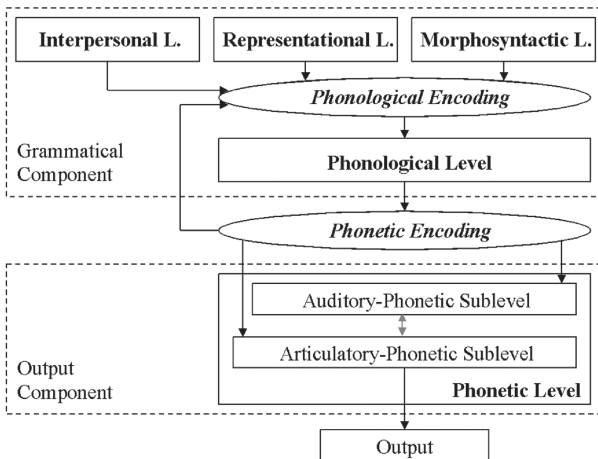 Interpersonal L.
Representational L.
Morphosyntactic L.
Phonological Encoding
Grammatical
Component
Phonological Level
Phonetic Encoding
Auditory-Phonetic Sublevel
Articulatory-Phonetic Sublevel
Output
Component
Phonetic Level
Output